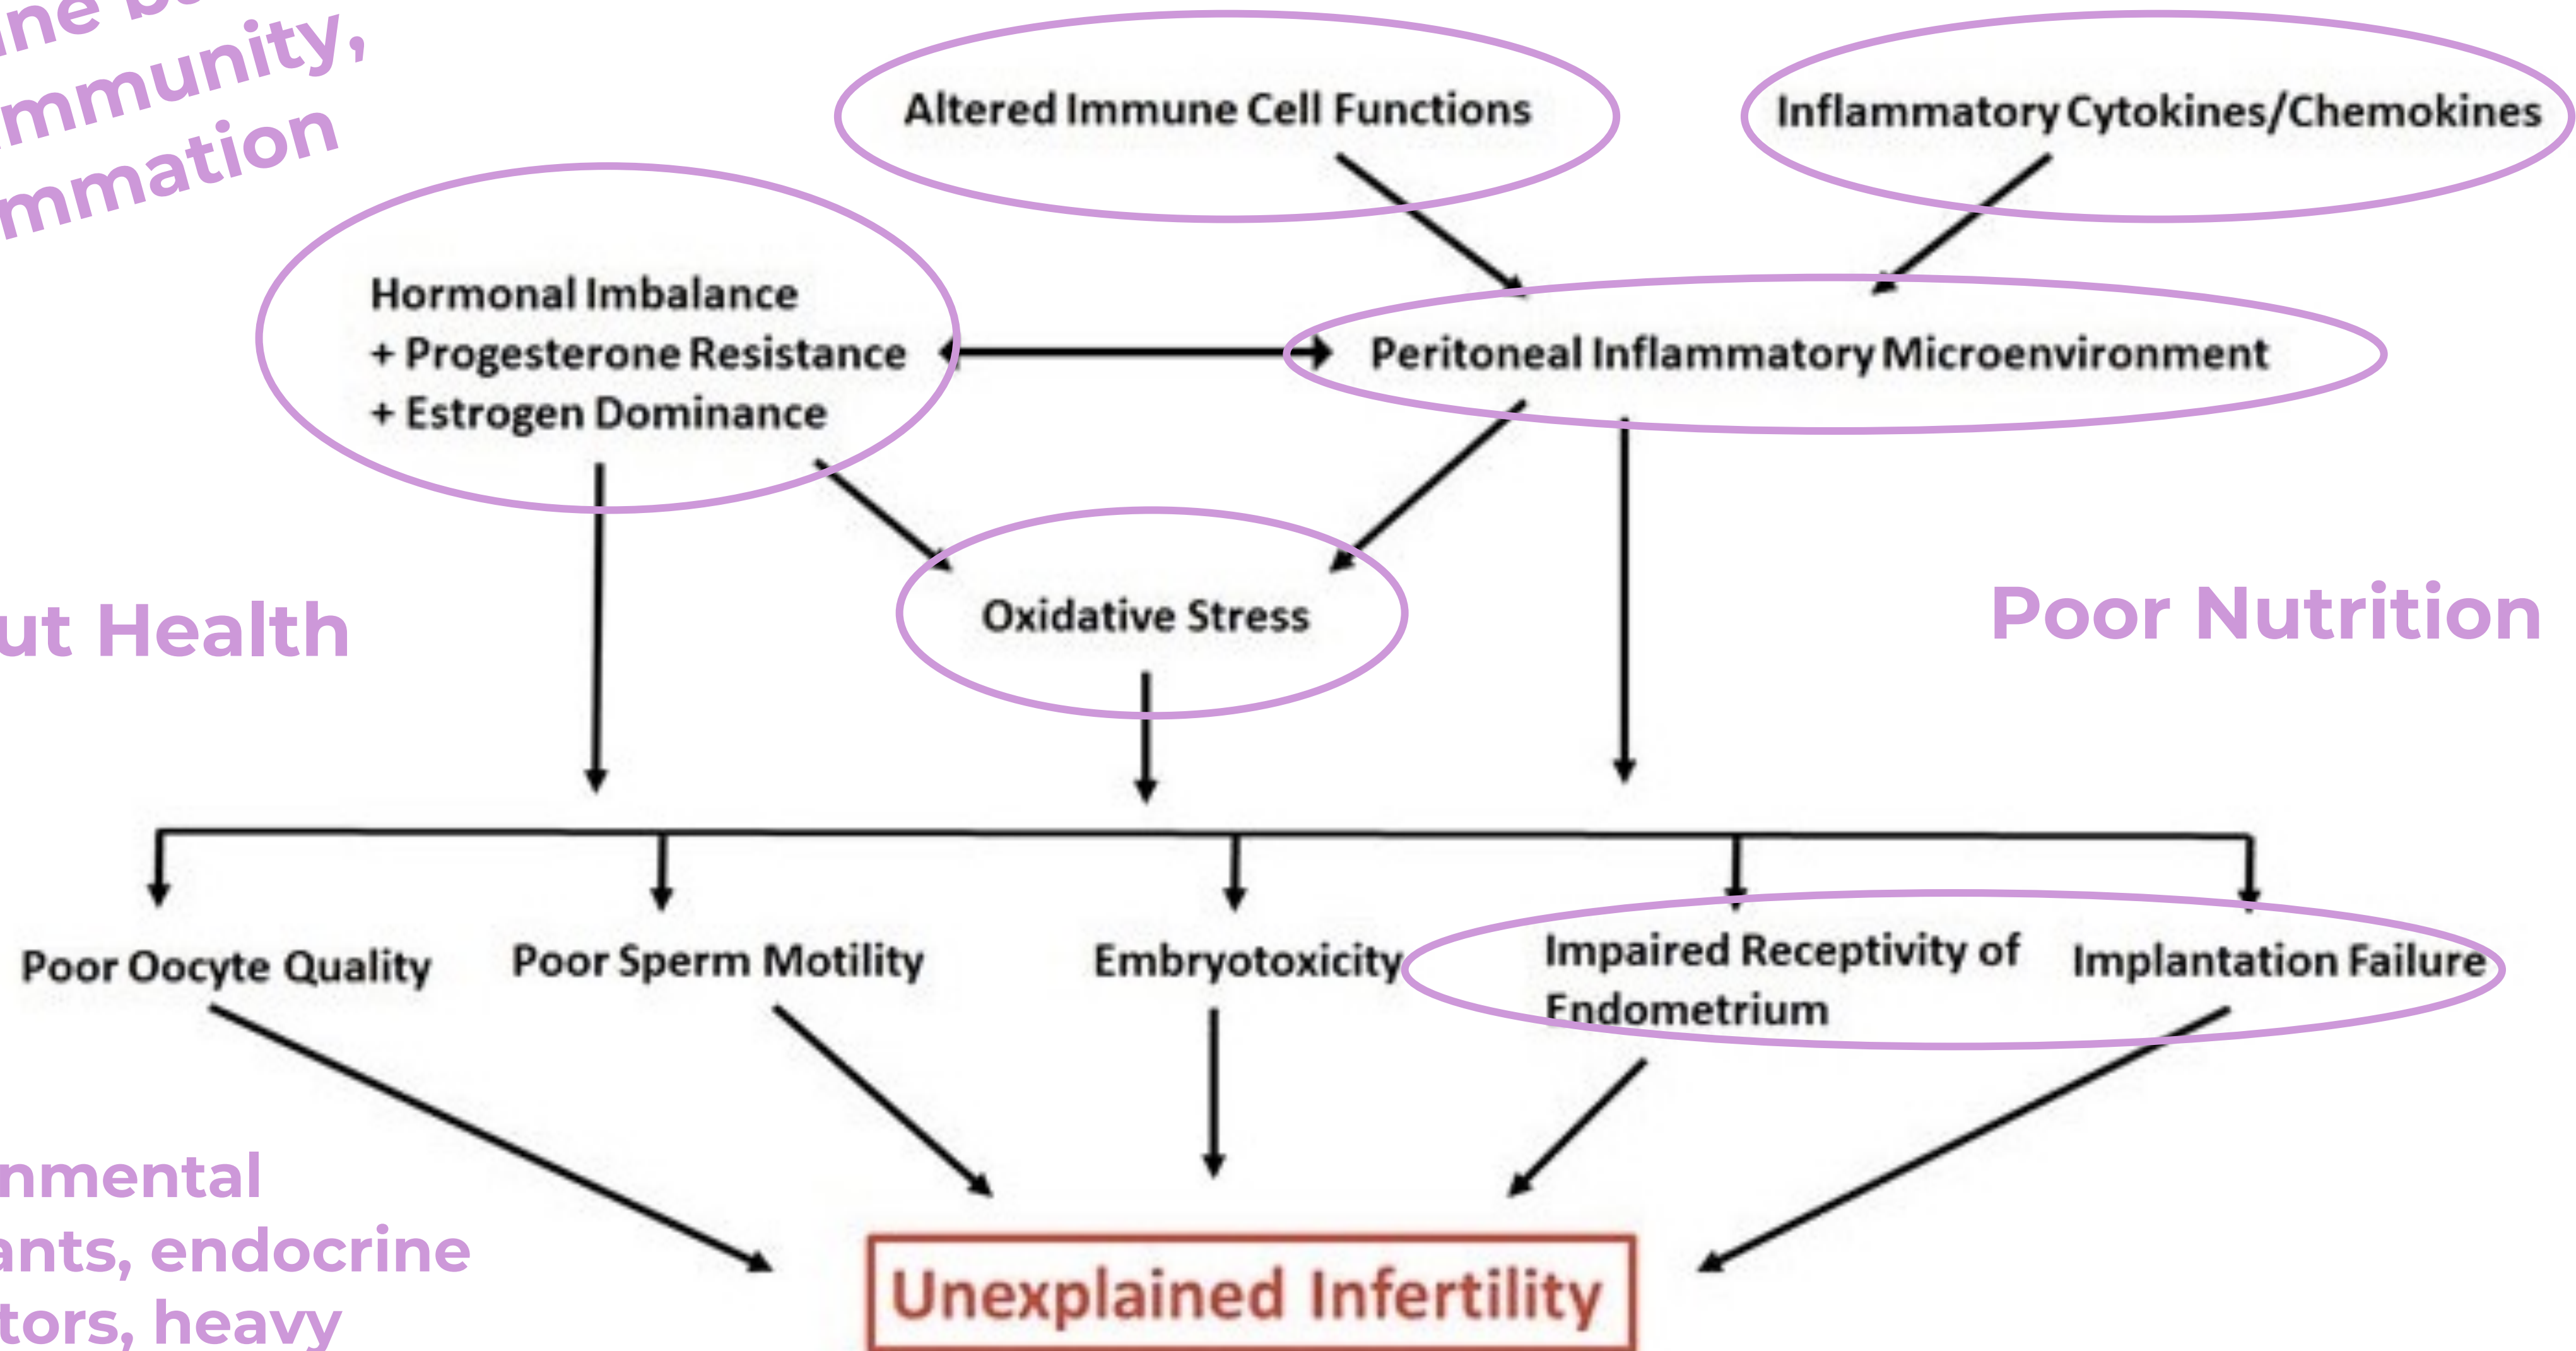 mmunity,
mmation
Altered Immune Cell Functions
Inflammatory Cytokines/Chemokines
Hormonal Imbalance
+ Progesterone Resistance
+ Estrogen Dominance
Peritoneal Inflammatory Microenvironment
Oxidative Stress
ut Health
Poor Nutrition
Poor Oocyte Quality
Poor Sperm Motility
Embryotoxicity
Impaired Receptivity of
Endometrium
Implantation Failure
nmental
ants, endocrine
tors, heavy
Unexplained Infertility